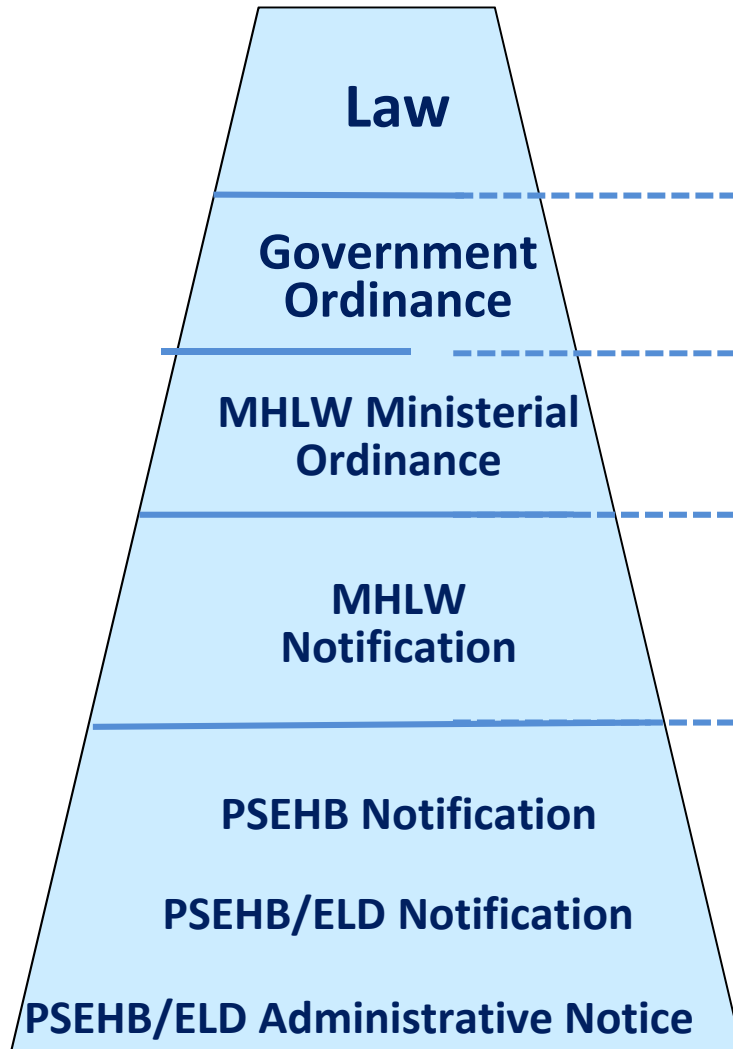 Law
Government
Ordinance
MHLW Ministerial
Ordinance
MHLW
Notification
PSEHB Notification
PSEHB/ELD Notification
PSEHB/ELD Administrative Notice